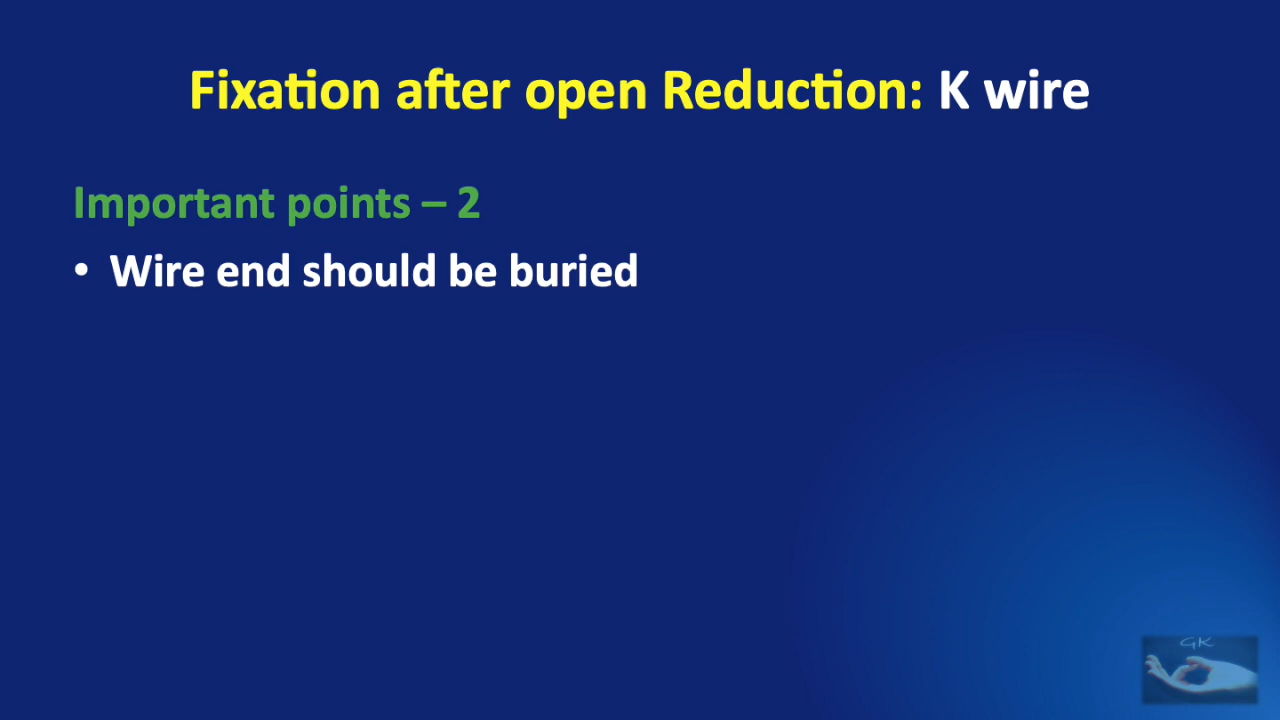 Fixation after open Reduction: K wire
Important points – 2
• Wire end should be buried
GK